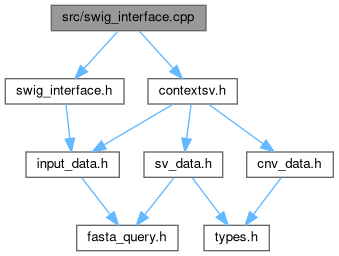 src/swig_interface.cpp
swig_interface.h
contextsv.h
input_data.h
sv_data.h
cnv_data.h
fasta_query.h
types.h